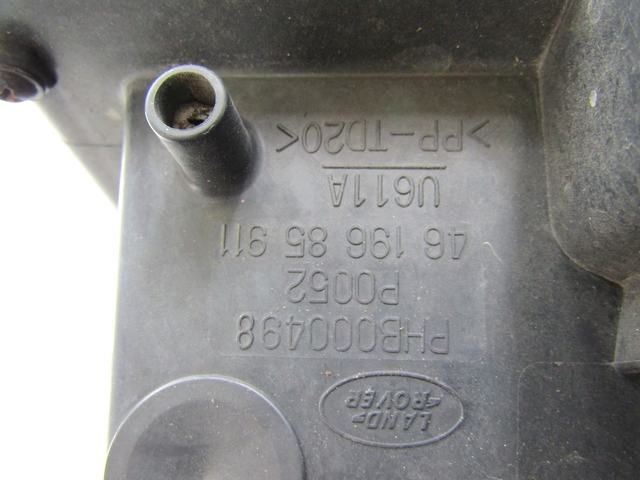 LAND-
ROVER
PHB000498
P0052
46 196 85 911
U611A
>PP-TD20<